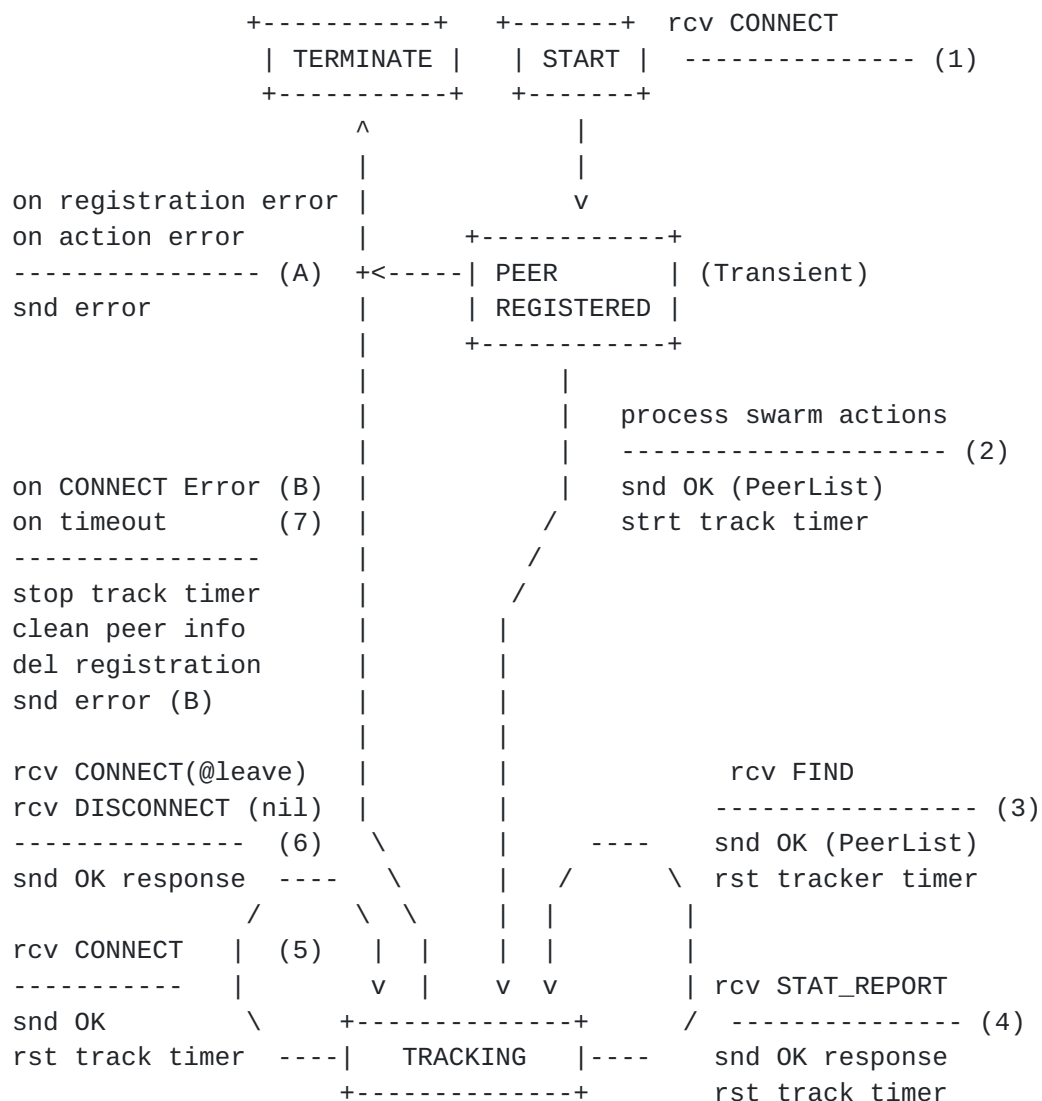 +-----------+   +-------+  rcv CONNECT
| TERMINATE |    | START |  --------------- (1)
+-----------+   +-------+
^              |
|              |
on registration error |              v
on action error       |       +------------+
---------------- (A)  +<-----| PEER       | (Transient)
snd error             |       | REGISTERED |
|       +------------+
|             |
|             |   process swarm actions
|             |   --------------------- (2)
on CONNECT Error (B)  |             |   snd OK (PeerList)
on timeout       (7)  |            /    strt track timer
----------------      |           /
stop track timer      |          /
clean peer info       |         |
del registration      |         |
snd error (B)         |         |
|         |
rcv CONNECT(@leave)   |         |              rcv FIND
rcv DISCONNECT (nil)  |         |             ----------------- (3)
---------------  (6)   \        |     ----    snd OK (PeerList)
snd OK response  ----   \       |   /      \  rst tracker timer
/      \  \     |  |        |
rcv CONNECT   |  (5)   |  |    |  |        |
-----------   |        v  |    v  v        | rcv STAT_REPORT
snd OK         \     +--------------+      /  --------------- (4)
rst track timer  ----|   TRACKING   |----    snd OK response
+--------------+        rst track timer